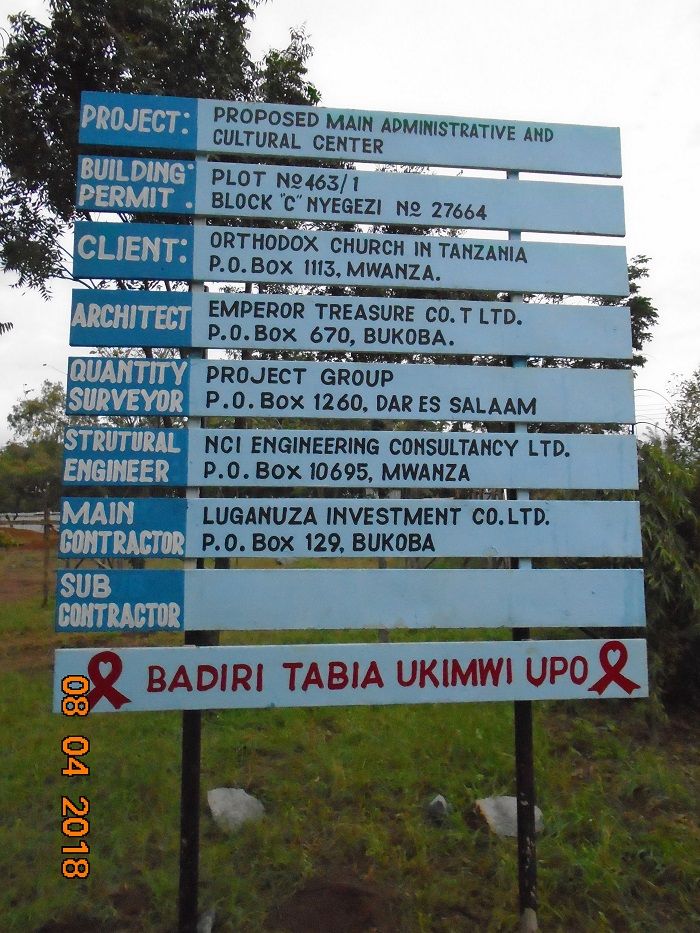 PROJECT: PROPOSED MAIN ADMINISTRATIVE AND
CULTURAL CENTER
BUILDING PERMIT. PLOT No 463/1
BLOCK "C" NYEGEZI No 27664
CLIENT: ORTHODOX CHURCH IN TANZANIA
P.O. Box 1113, MWANZA.
ARCHITECT EMPEROR TREASURE CO. T LTD.
P.O. Box 670, BUKOBA.
QUANTITY SURVEYOR PROJECT GROUP
P.O. Box 1260, DAR ES SALAAM
STRUTURAL ENGINEER NCI ENGINEERING CONSULTANCY LTD.
P.O. Box 10695, MWANZA
MAIN CONTRACTOR LUGANUZA INVESTMENT CO. LTD.
P.O. Box 129, BUKOBA
SUB CONTRACTOR
BADIRI TABIA UKIMWI UPO
08 04 2018